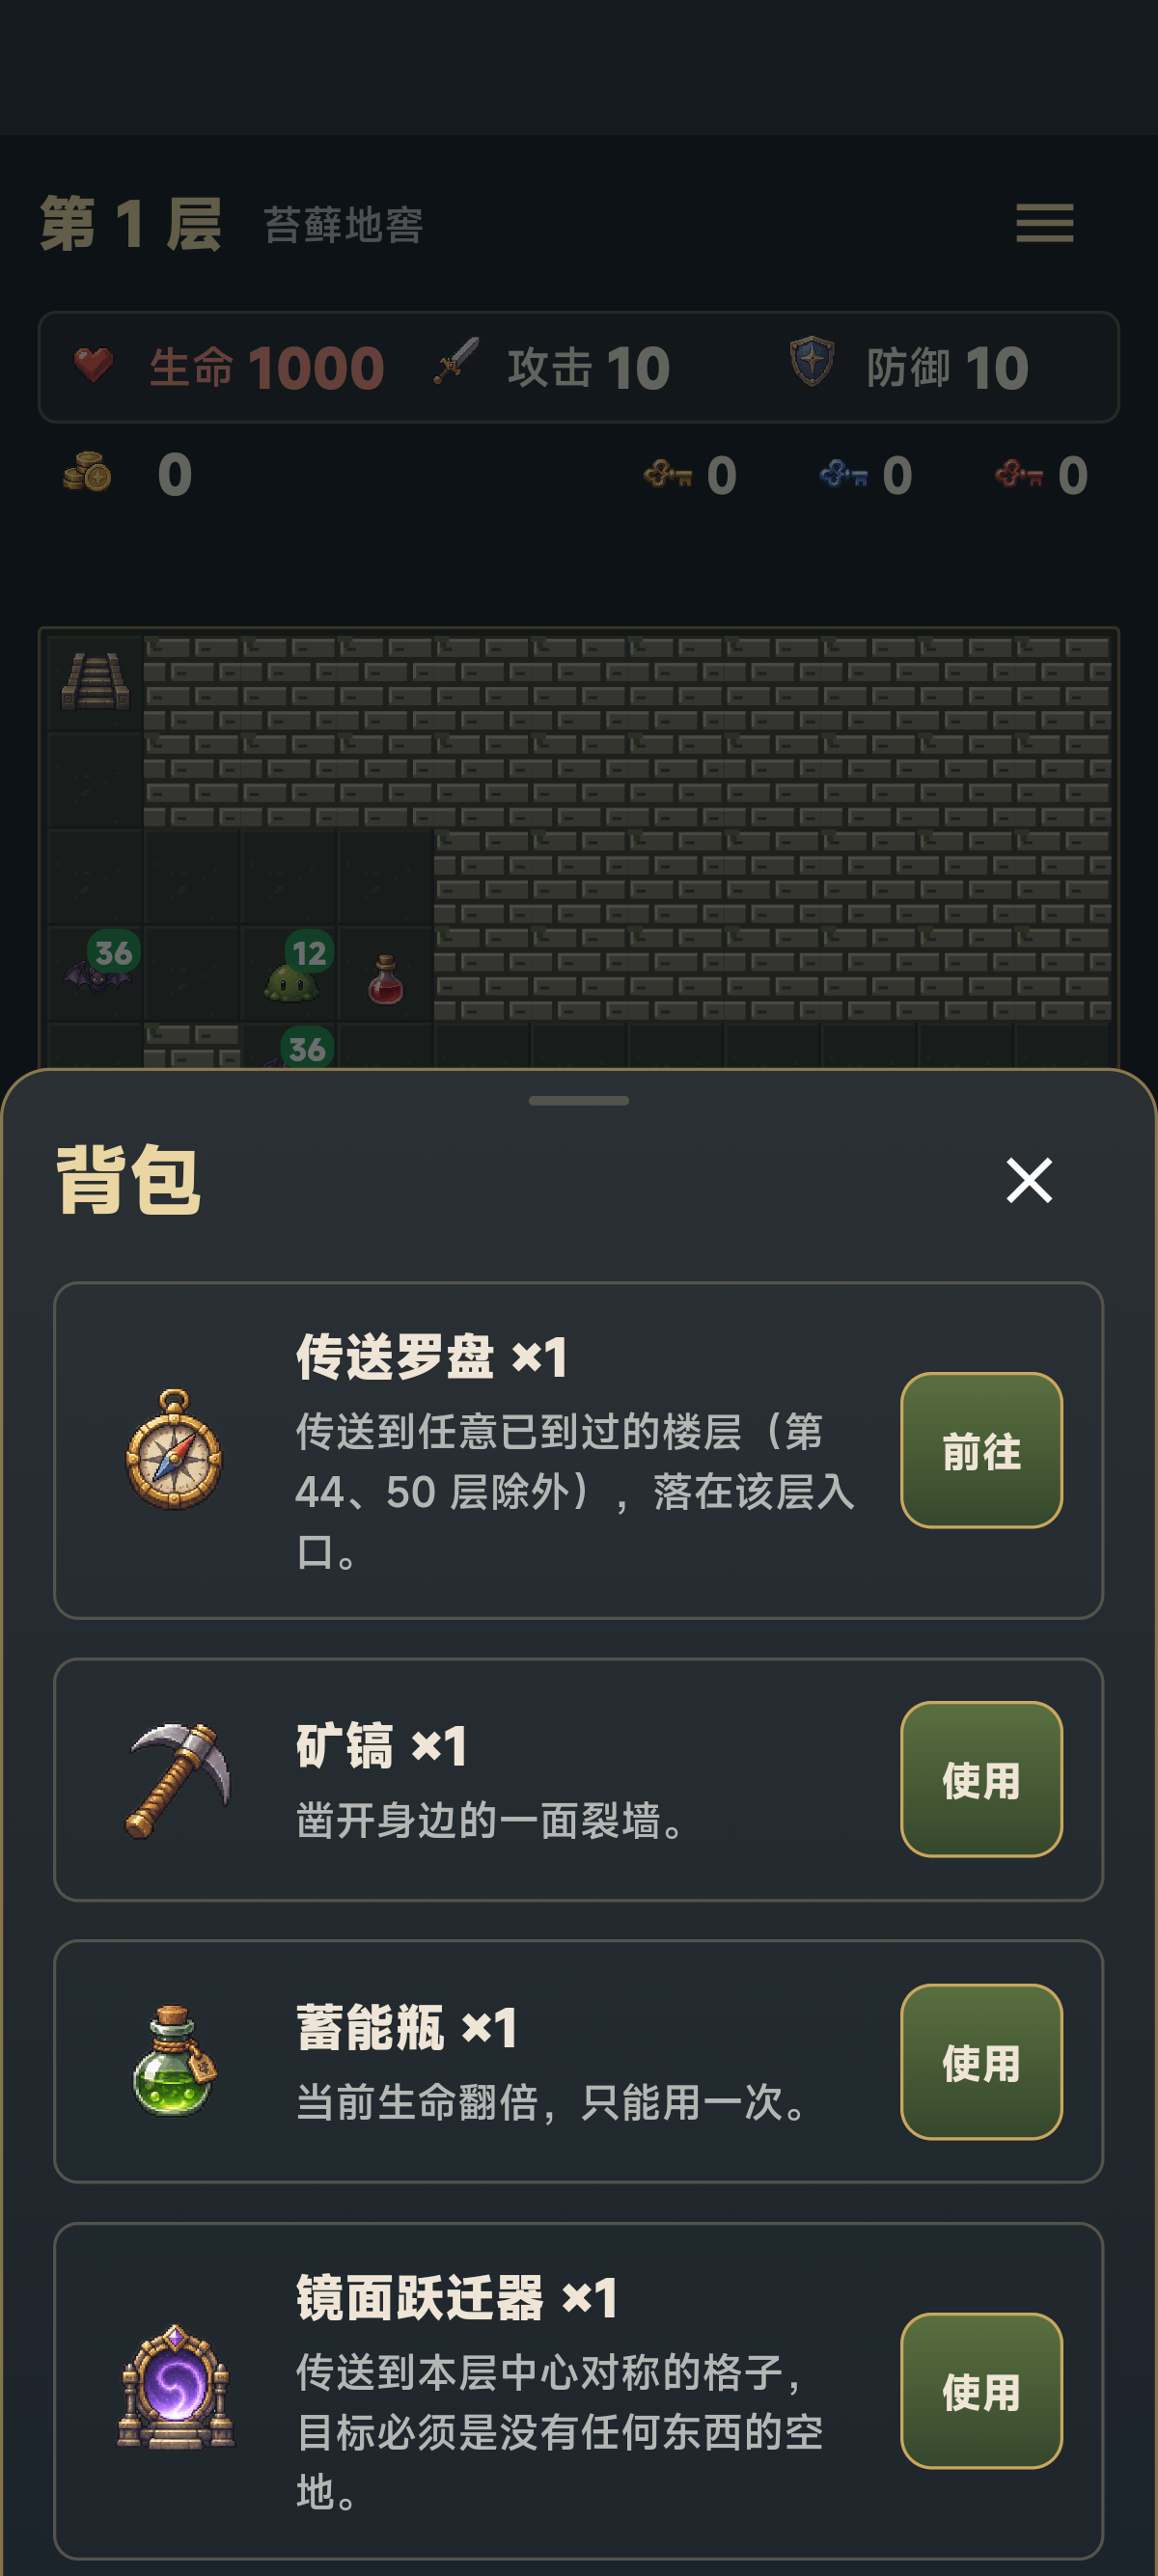 第 1 层 苔藓地窖
生命 1000 攻击 10 防御 10
0 0 0 0
36 12
36
背包
传送罗盘 ×1
传送到任意已到过的楼层（第
44、50 层除外），落在该层入
口。
前往
矿镐 ×1
凿开身边的一面裂墙。
使用
蓄能瓶 ×1
当前生命翻倍，只能用一次。
使用
镜面跃迁器 ×1
传送到本层中心对称的格子，
目标必须是没有任何东西的空
地。
使用